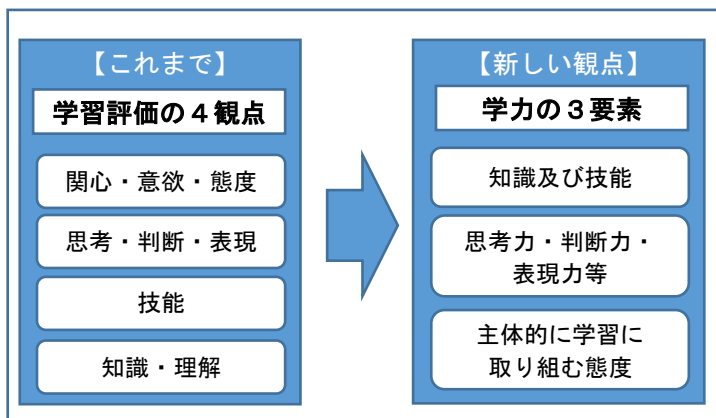 【これまで】
学習評価の4観点
関心・意欲・態度
思考・判断・表現
技能
知識・理解
【新しい観点】
学力の3要素
知識及び技能
思考力・判断力・
表現力等
主体的に学習に
取り組む態度